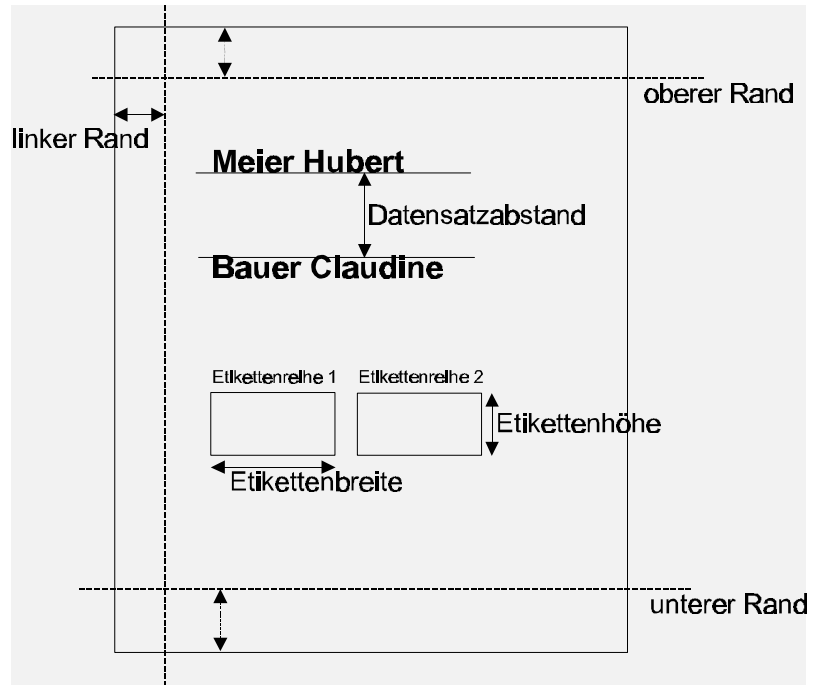 oberer Rand
linker Rand
Meier Hubert
Datensatzabstand
Bauer Claudine
Etikettenreihe 1 Etikettenreihe 2
Etikettenhöhe
Etikettenbreite
unterer Rand